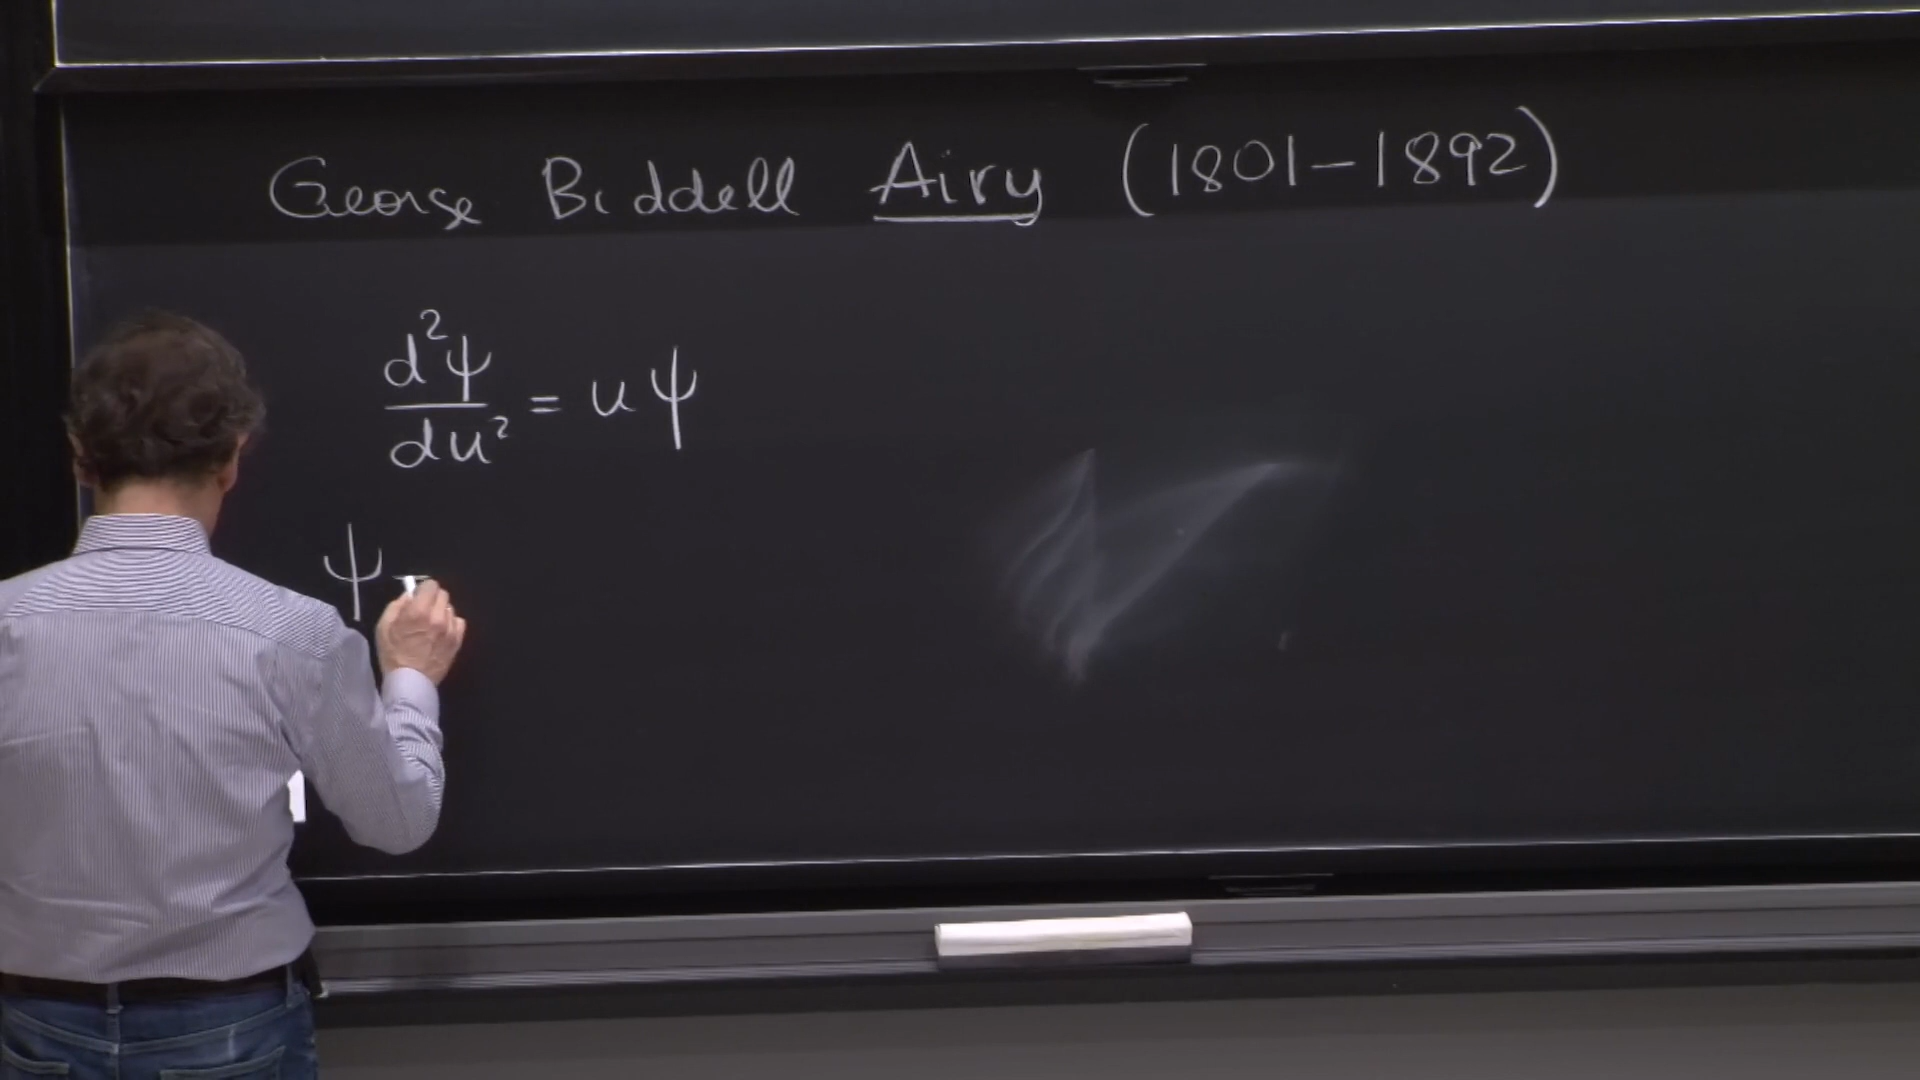 George Biddell Airy (1801-1892)
d²ψ/du² = uψ
ψ